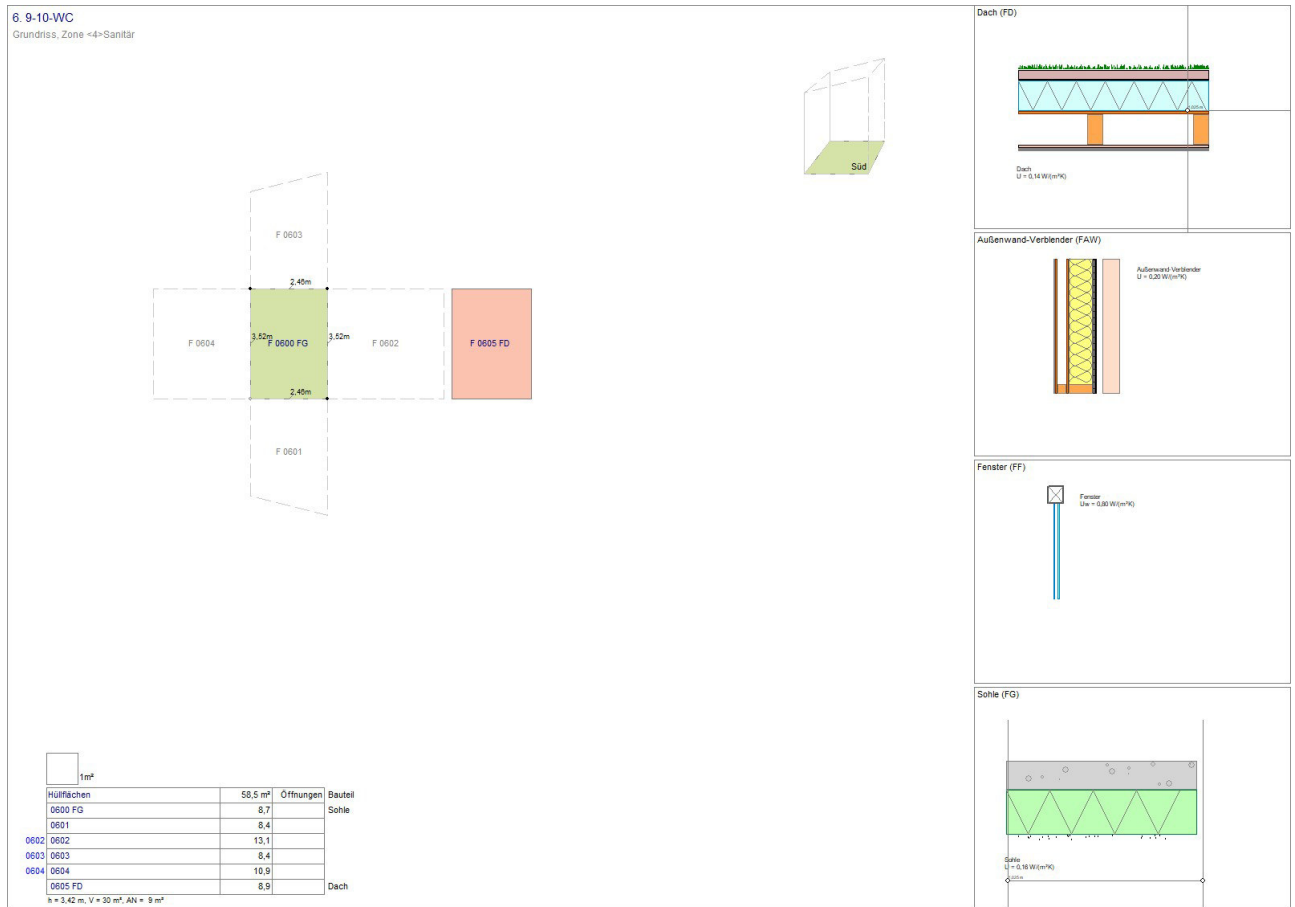 6. 9-10-WC
Grundriss, Zone <4>Sanitär
Süd
F 0603
2,46m
F 0604
3,52m
F 0600 FG
3,52m
F 0602
F 0605 FD
2,46m
F 0601
1m²
Hüllflächen 58,5 m² Öffnungen Bauteil
0600 FG 8,7 Sohle
0601 8,4
0602 0602 13,1
0603 0603 8,4
0604 0604 10,9
0605 FD 8,9 Dach
h = 3,42 m, V = 30 m³, AN = 9 m²
Dach (FD)
Dach
U = 0,14 W/(m²K)
Außenwand-Verblender (FAW)
Außenwand-Verblender
U = 0,20 W/(m²K)
Fenster (FF)
Fenster
Uw = 0,80 W/(m²K)
Sohle (FG)
Sohle
U = 0,16 W/(m²K)